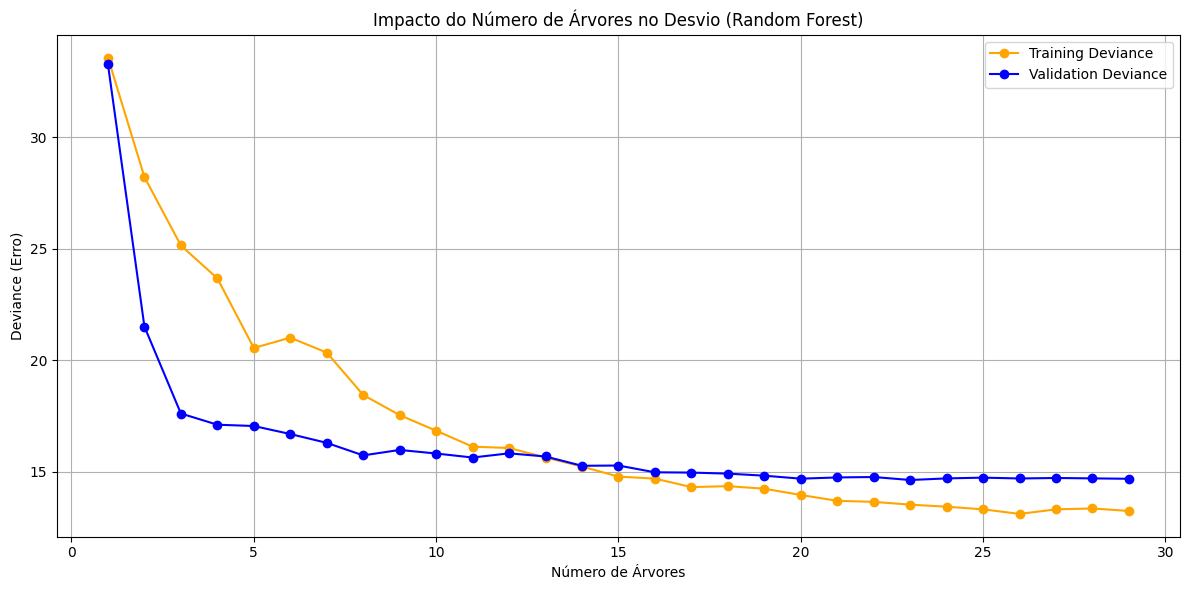 Impacto do Número de Árvores no Desvio (Random Forest)
Training Deviance
Validation Deviance
Deviance (Erro)
30
25
20
15
0 5 10 15 20 25 30
Número de Árvores